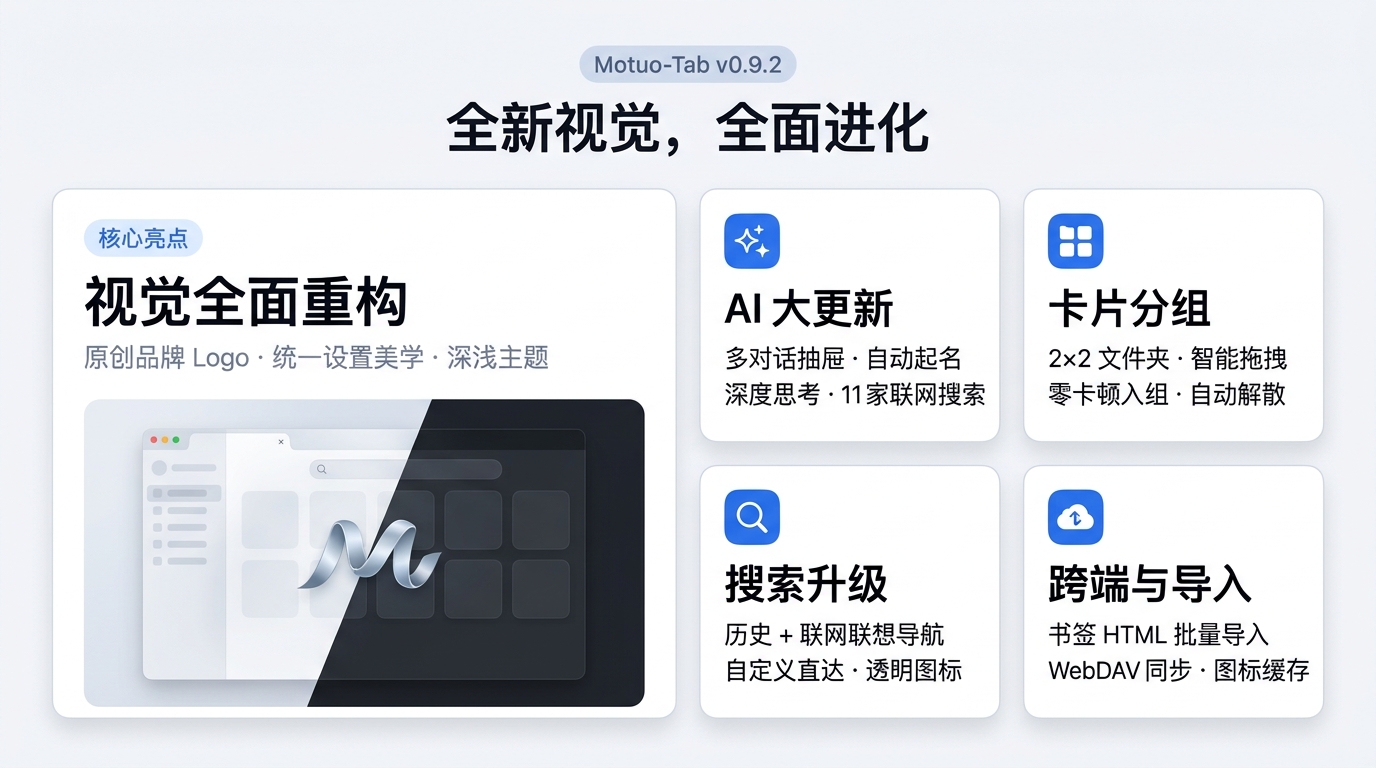 Motuo-Tab v0.9.2
全新视觉，全面进化
核心亮点
视觉全面重构
原创品牌 Logo · 统一设置美学 · 深浅主题
AI 大更新
多对话抽屉 · 自动起名
深度思考 · 11 家联网搜索
卡片分组
2×2 文件夹 · 智能拖拽
零卡顿入组 · 自动解散
搜索升级
历史 + 联网联想导航
自定义直达 · 透明图标
跨端与导入
书签 HTML 批量导入
WebDAV 同步 · 图标缓存